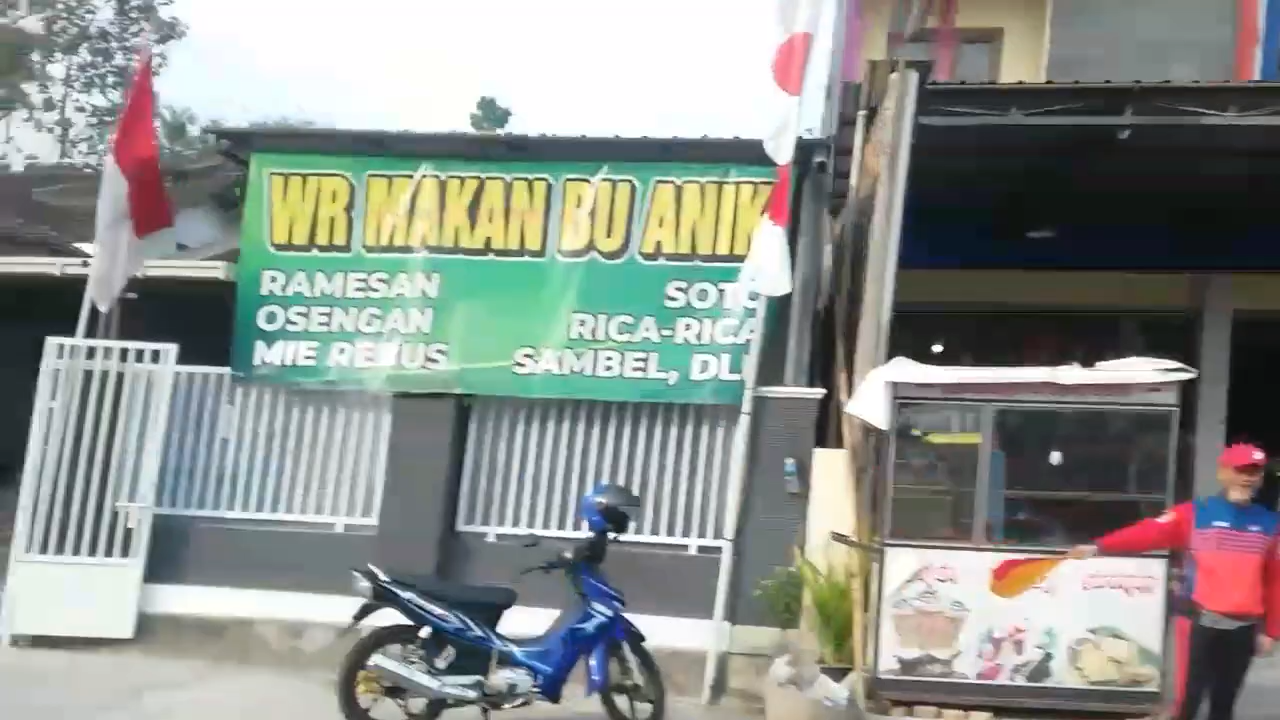 WR MAKAN BU ANIK
RAMESAN
OSENGAN
MIE REBUS
SOTO
RICA-RICA
SAMBEL, DLL